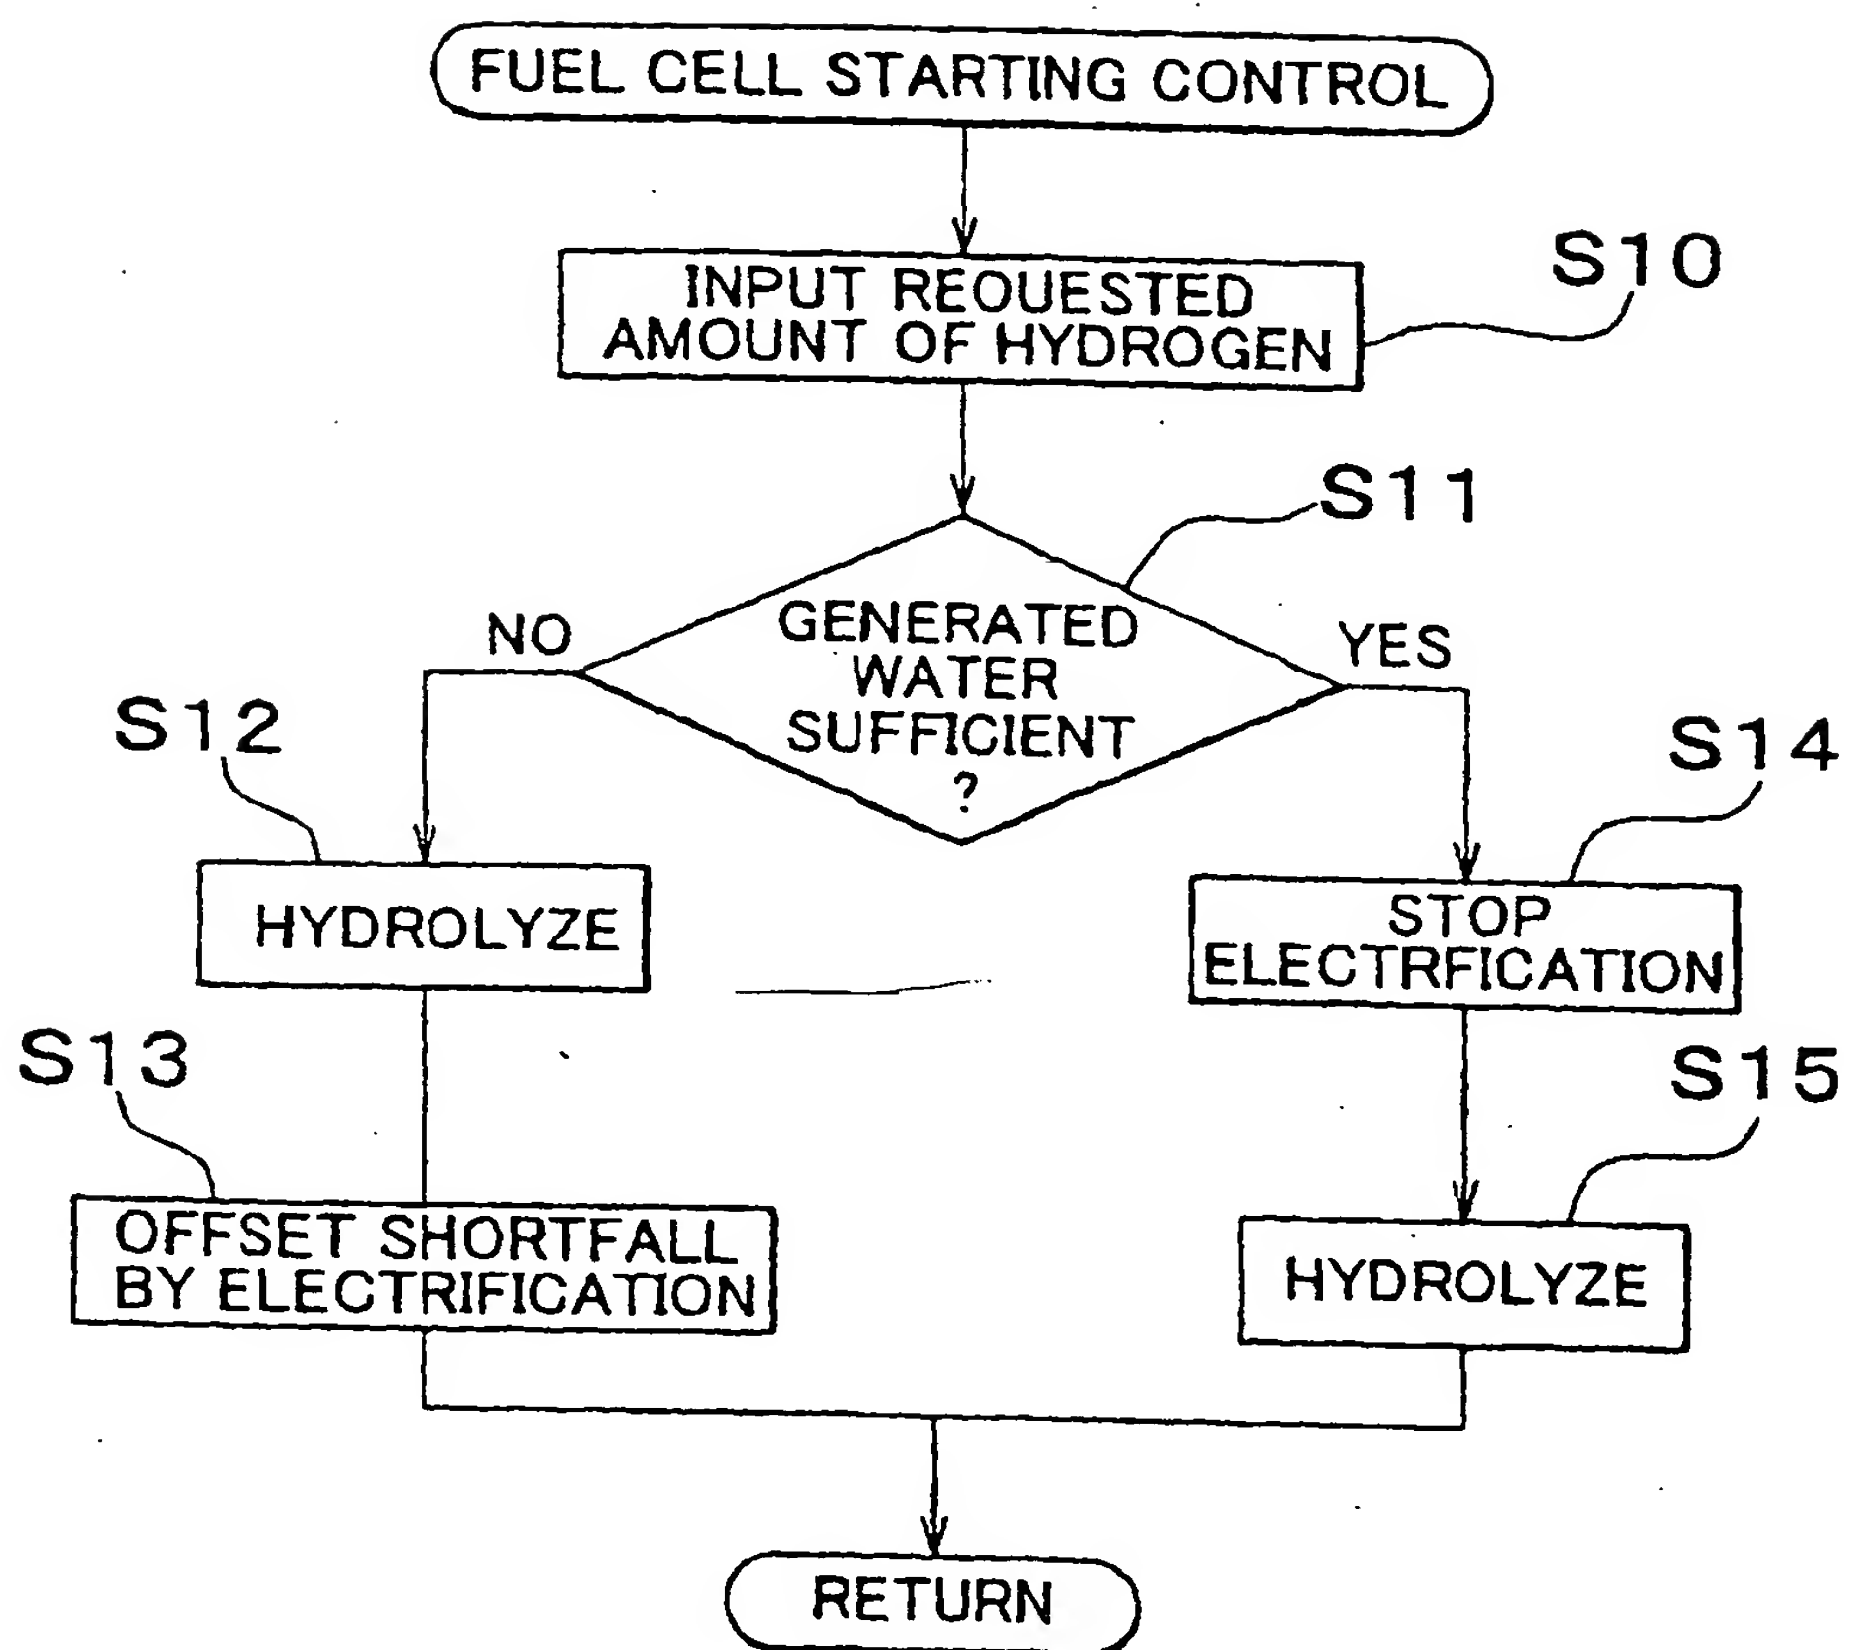 FUEL CELL STARTING CONTROL
INPUT REQUESTED
AMOUNT OF HYDROGEN
S10
S11
GENERATED
WATER
SUFFICIENT
?
NO
YES
S12
HYDROLYZE
S14
STOP
ELECTRFICATION
S13
OFFSET SHORTFALL
BY ELECTRIFICATION
S15
HYDROLYZE
RETURN